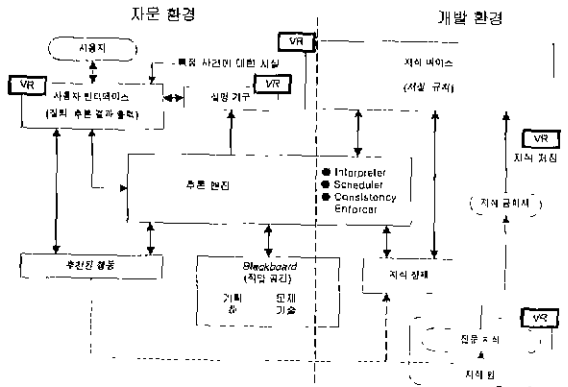 자문 환경
개발 환경
사용자
특정 사건에 대한 사실
VR
지식 베이스
(사실 규칙)
VR
사용자 인터페이스
(질의 추론 결과 출력)
VR
설명 기구
VR
지식 저장
추론 엔진
● Interpreler
● Scheduler
● Consistency
Enforcer
지식 공학자
추천된 행동
Blackboard
(작업 공간)
계획
문제
기술
지식 정제
VR
전문 지식
지식 원